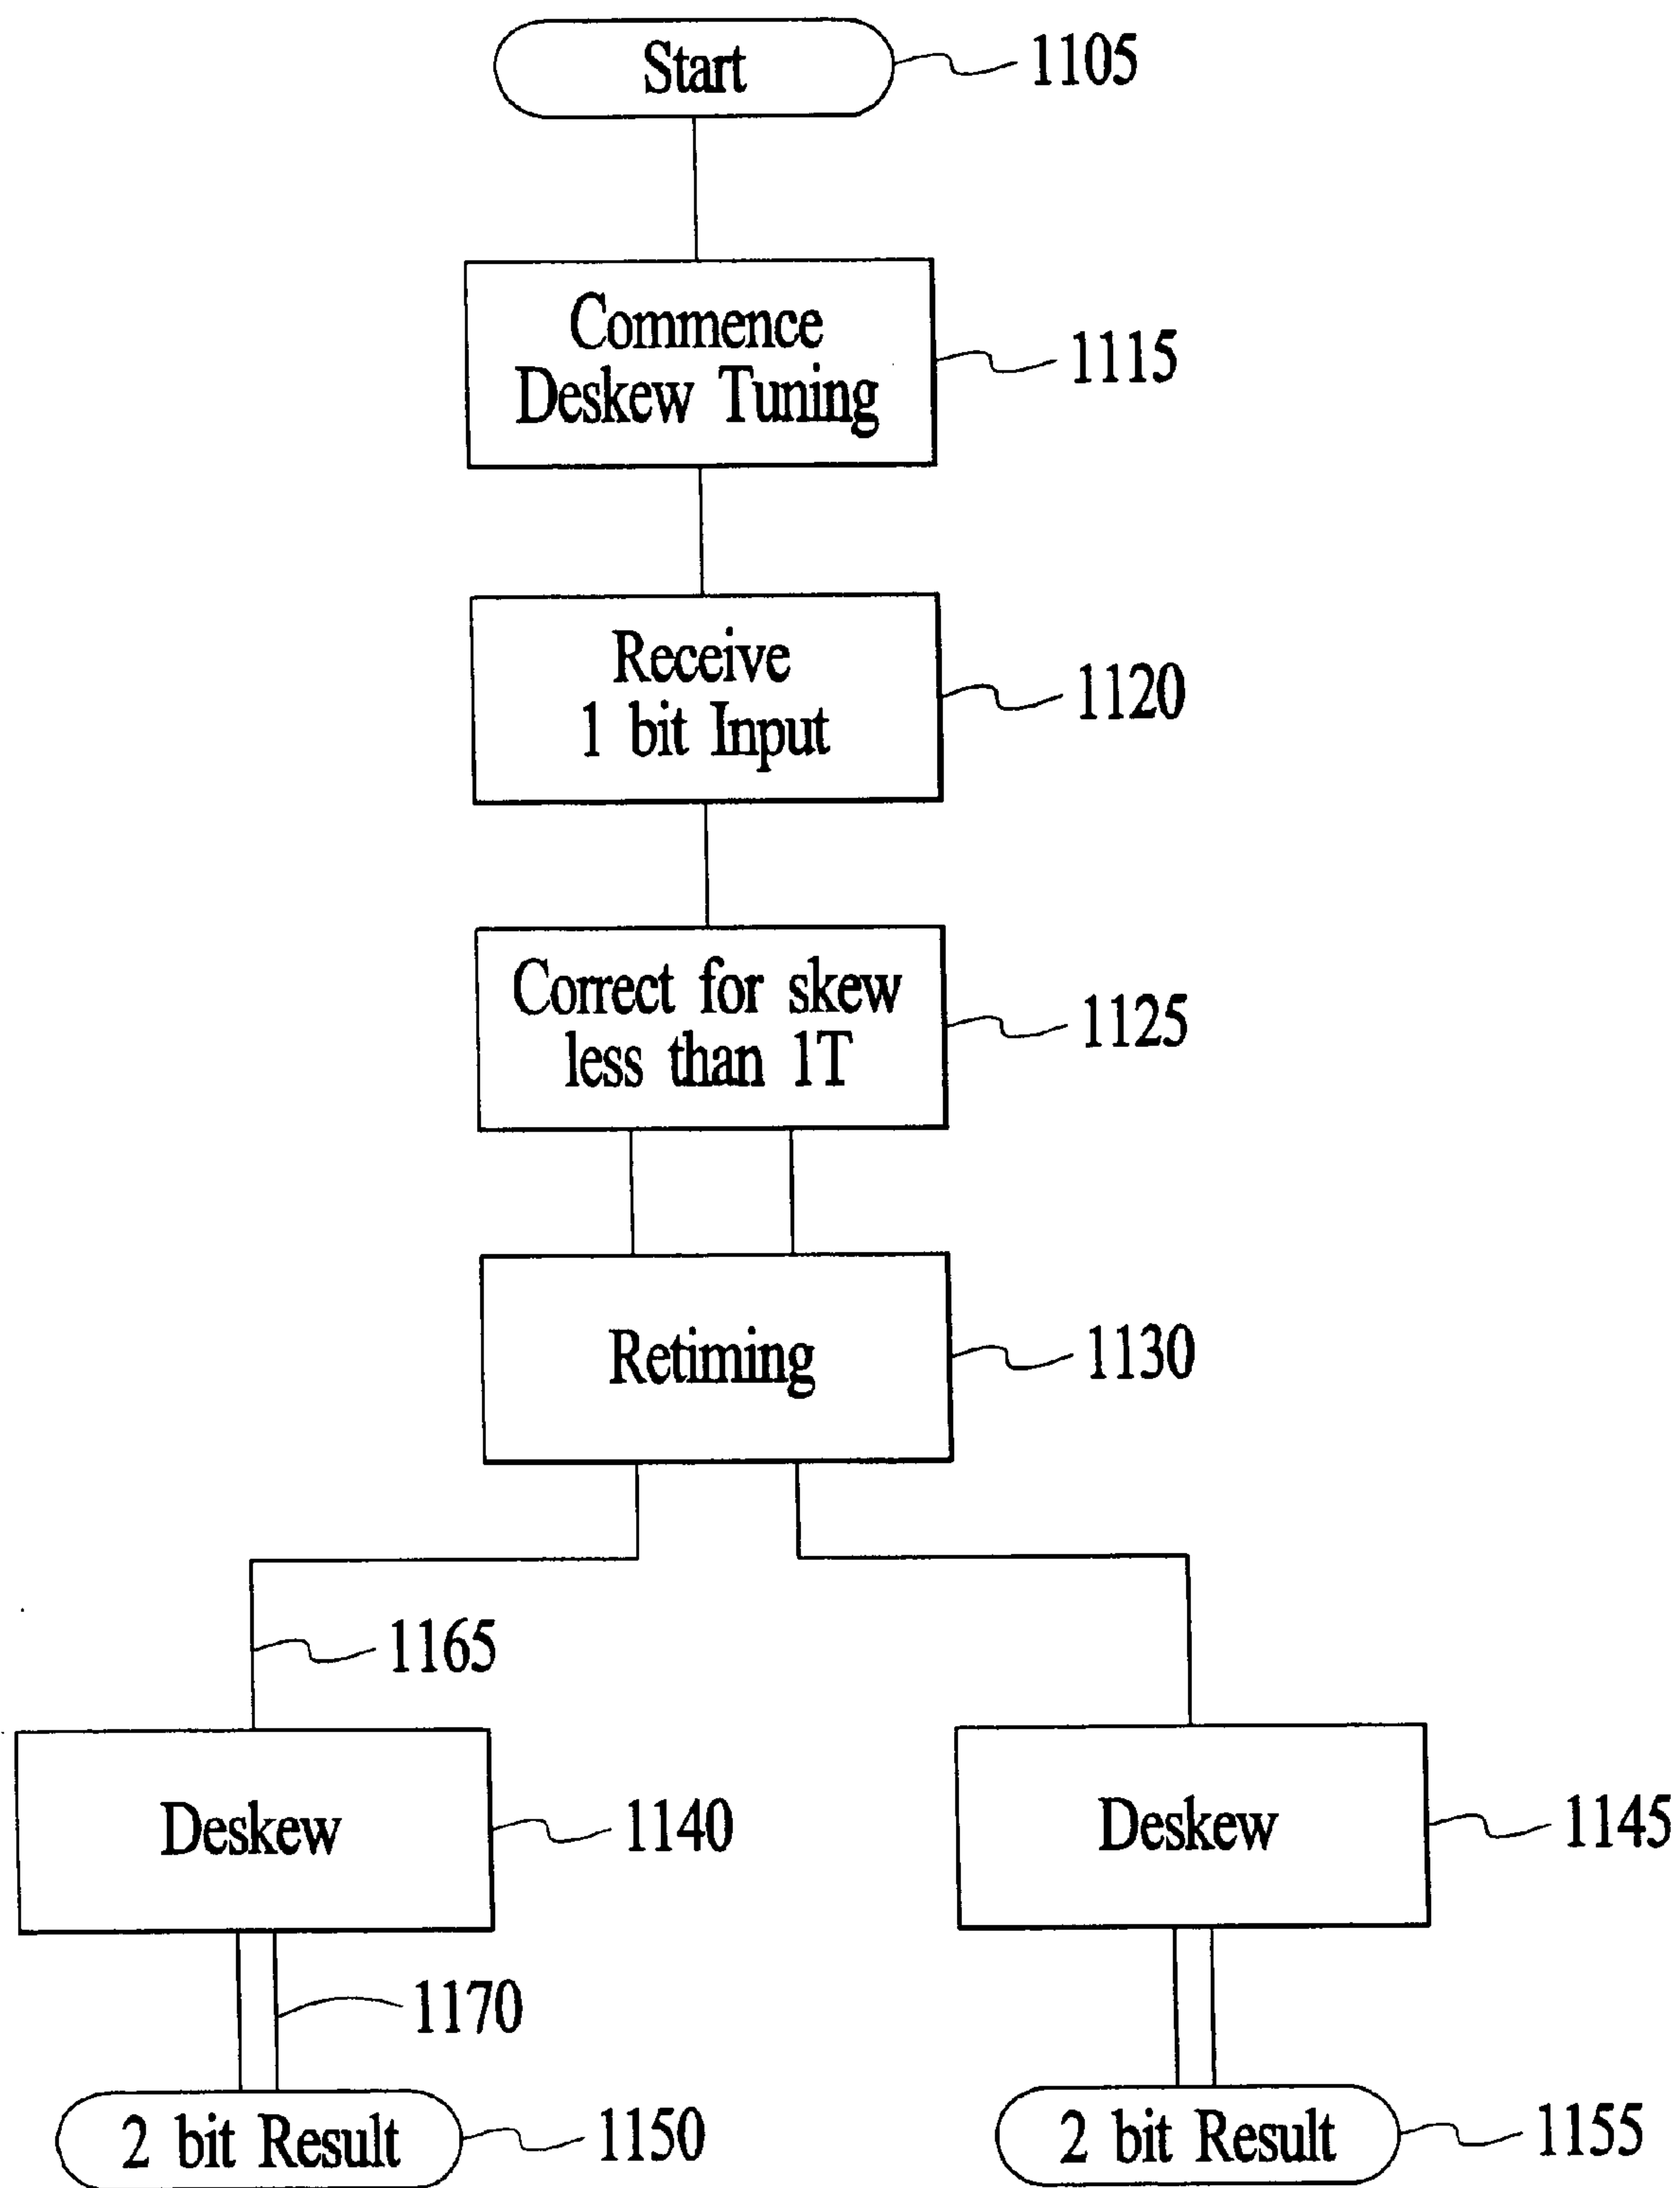 Start
1105
Commence
Deskew Tuning
1115
Receive
1 bit Input
1120
Correct for skew
less than 1T
1125
Retiming
1130
1165
Deskew
1140
Deskew
1145
1170
2 bit Result
1150
2 bit Result
1155